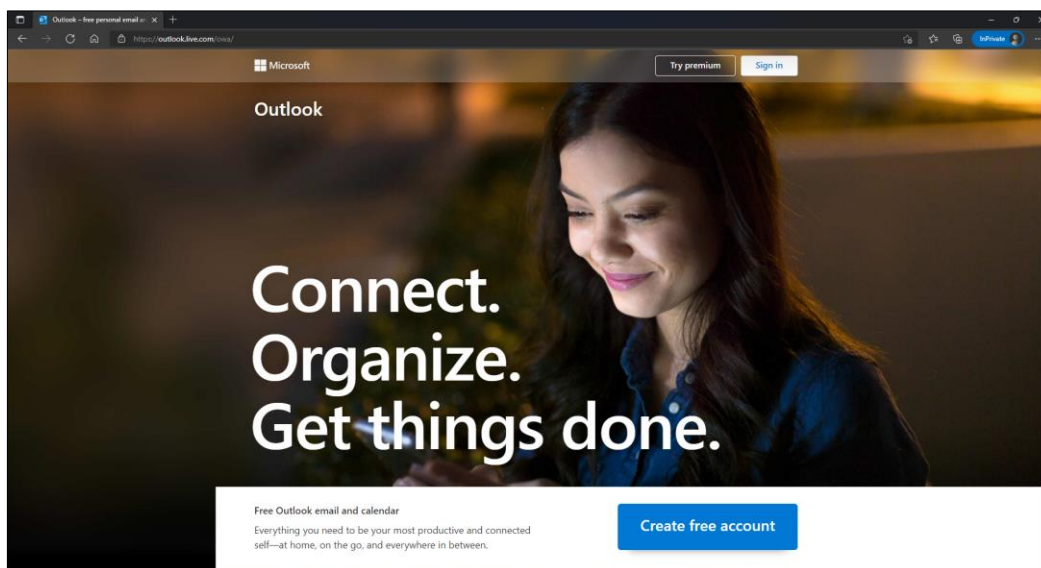 Outlook – free personal email an
https://outlook.live.com/owa/
InPrivate
Microsoft
Try premium
Sign in
Outlook
Connect.
Organize.
Get things done.
Free Outlook email and calendar
Everything you need to be your most productive and connected
self—at home, on the go, and everywhere in between.
Create free account